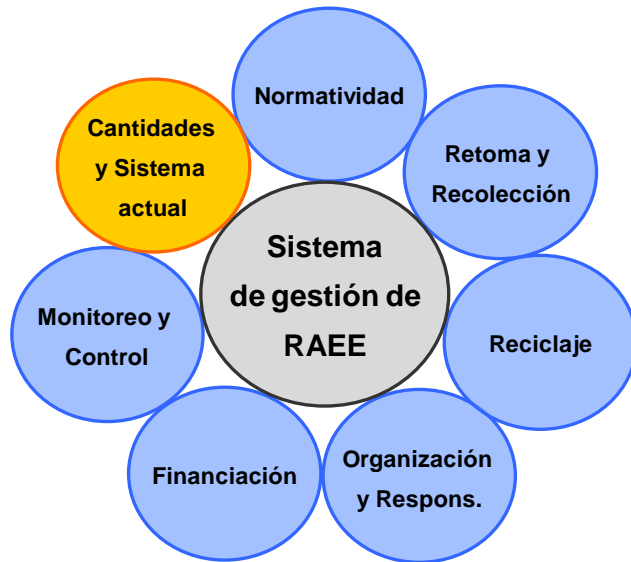 Normatividad
Cantidades
y Sistema
actual
Retoma y
Recolección
Sistema
de gestión de
RAEE
Monitoreo y
Control
Reciclaje
Financiación
Organización
y Respons.